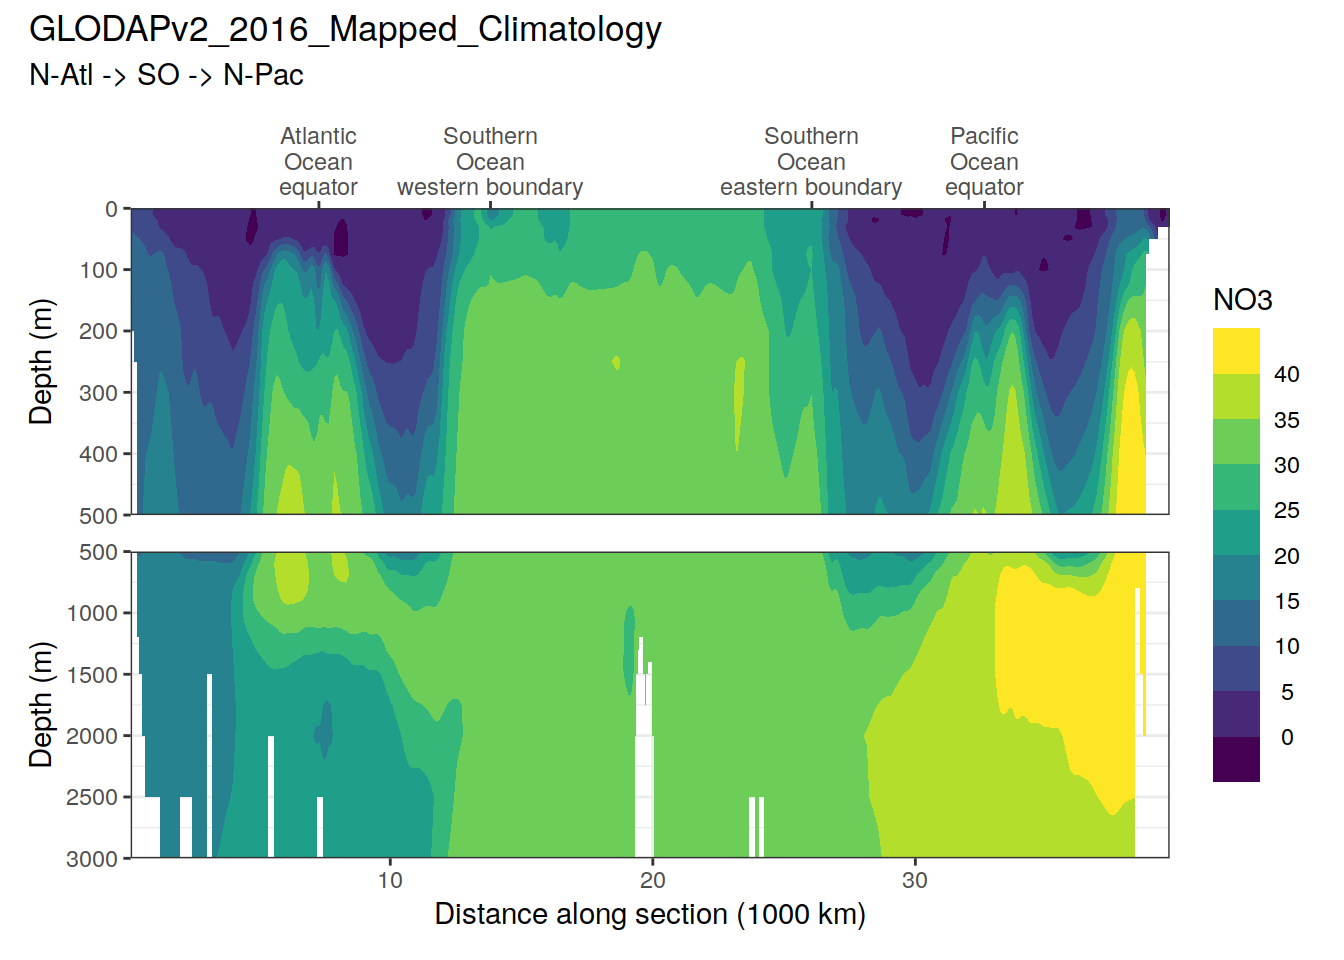 GLODAPv2_2016_Mapped_Climatology
N-Atl -> SO -> N-Pac
Atlantic
Ocean
equator
Southern
Ocean
western boundary
Southern
Ocean
eastern boundary
Pacific
Ocean
equator
Depth (m)
0
100
200
300
400
500
Depth (m)
500
1000
1500
2000
2500
3000
10
20
30
Distance along section (1000 km)
NO3
40
35
30
25
20
15
10
5
0